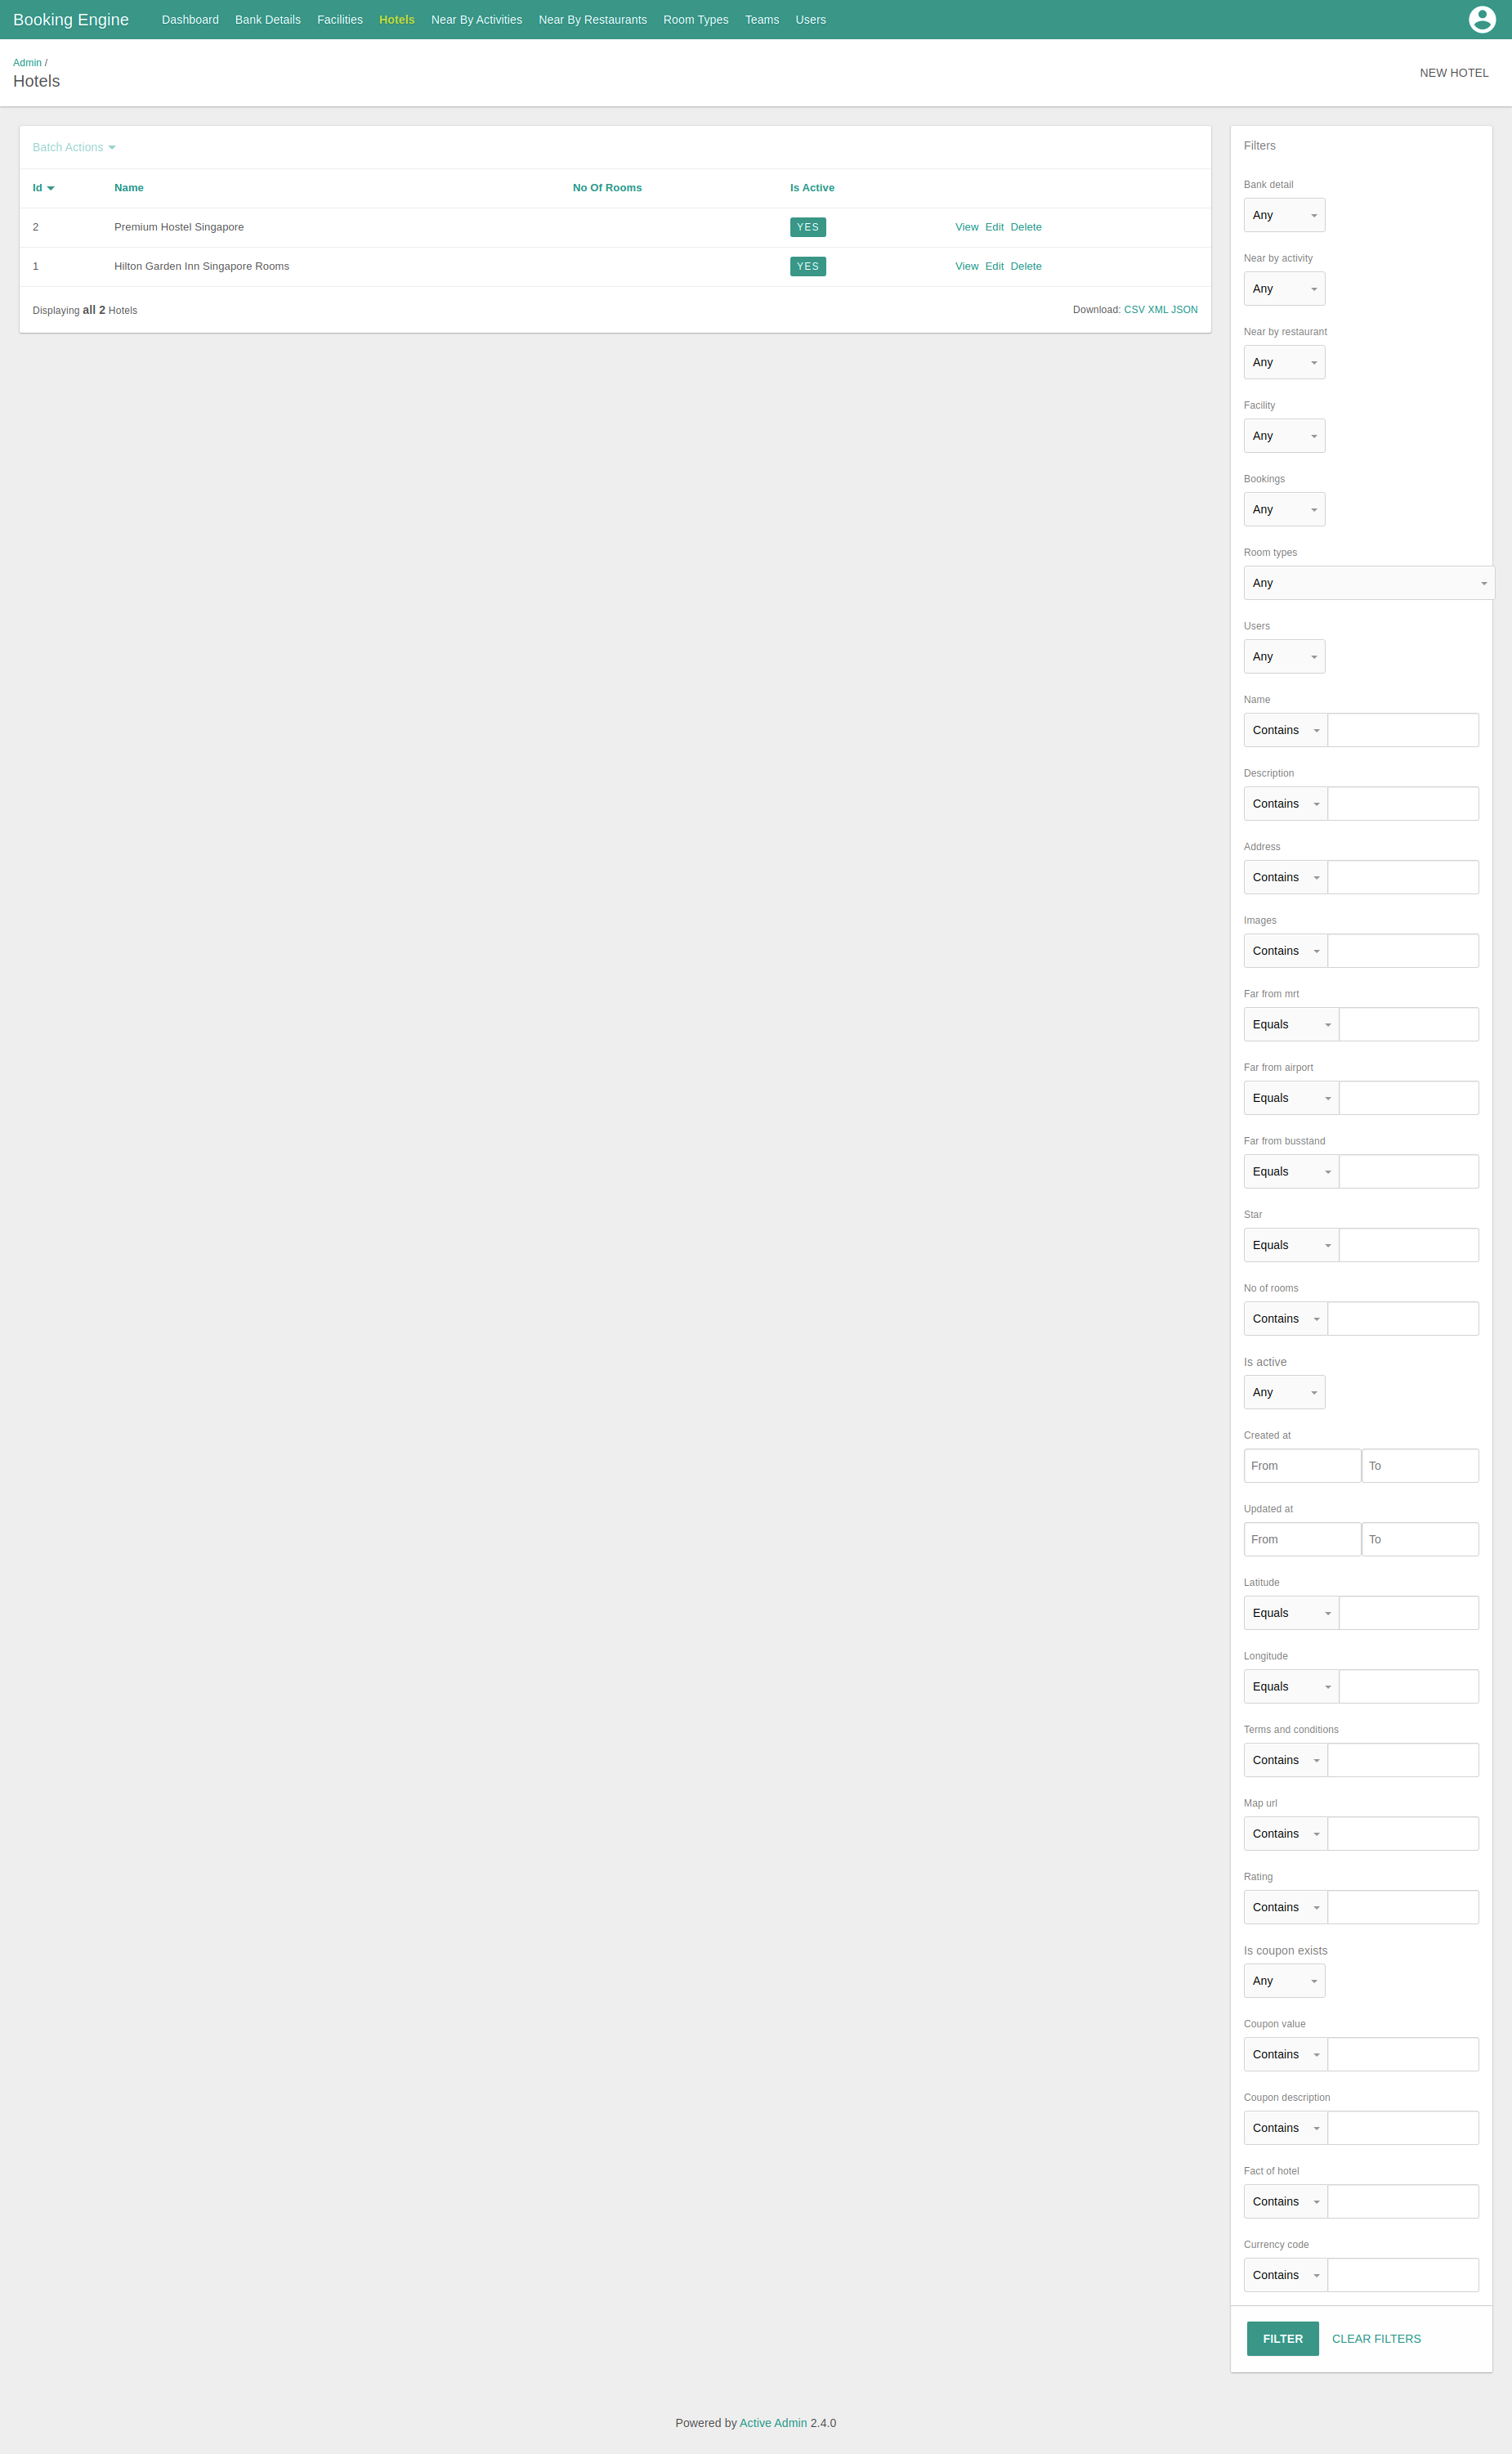 Booking Engine Dashboard Bank Details Facilities Hotels Near By Activities Near By Restaurants Room Types Teams Users
Admin /
Hotels
NEW HOTEL
Batch Actions
Id Name No Of Rooms Is Active
2 Premium Hostel Singapore YES View Edit Delete
1 Hilton Garden Inn Singapore Rooms YES View Edit Delete
Displaying all 2 Hotels Download: CSV XML JSON
Filters
Bank detail
Any
Near by activity
Any
Near by restaurant
Any
Facility
Any
Bookings
Any
Room types
Any
Users
Any
Name
Contains
Description
Contains
Address
Contains
Images
Contains
Far from mrt
Equals
Far from airport
Equals
Far from busstand
Equals
Star
Equals
No of rooms
Contains
Is active
Any
Created at
From To
Updated at
From To
Latitude
Equals
Longitude
Equals
Terms and conditions
Contains
Map url
Contains
Rating
Contains
Is coupon exists
Any
Coupon value
Contains
Coupon description
Contains
Fact of hotel
Contains
Currency code
Contains
FILTER CLEAR FILTERS
Powered by Active Admin 2.4.0